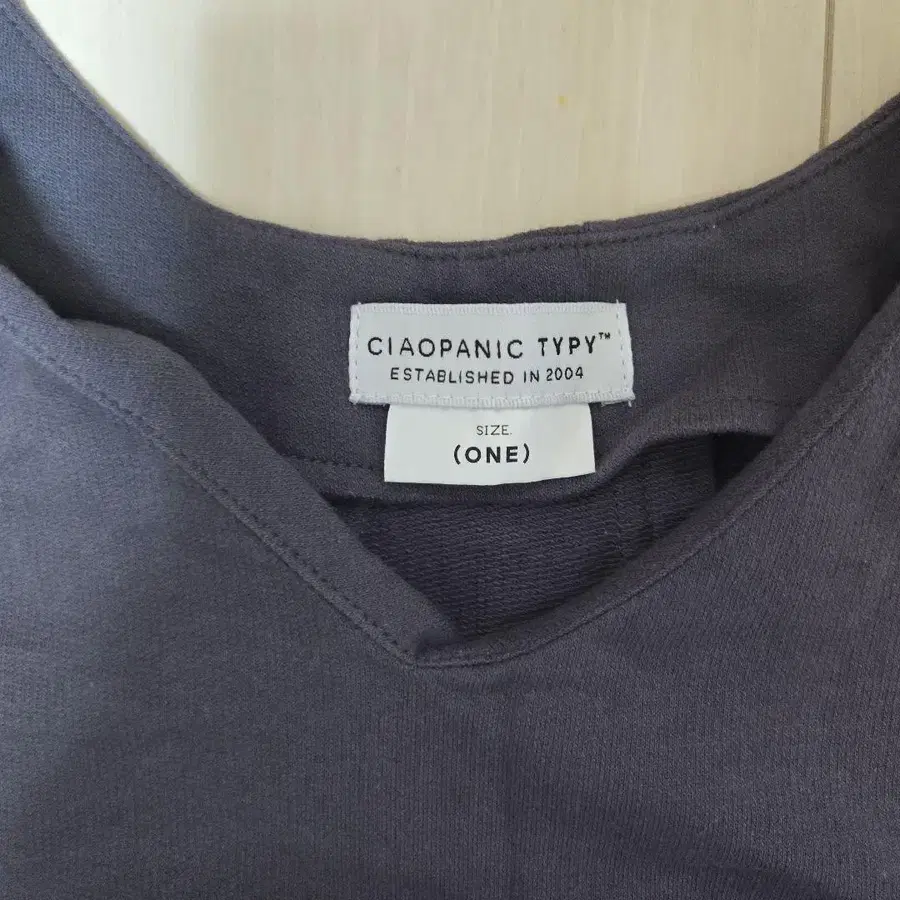 CIAOPANIC TYPY™
ESTABLISHED IN 2004
SIZE.
(ONE)